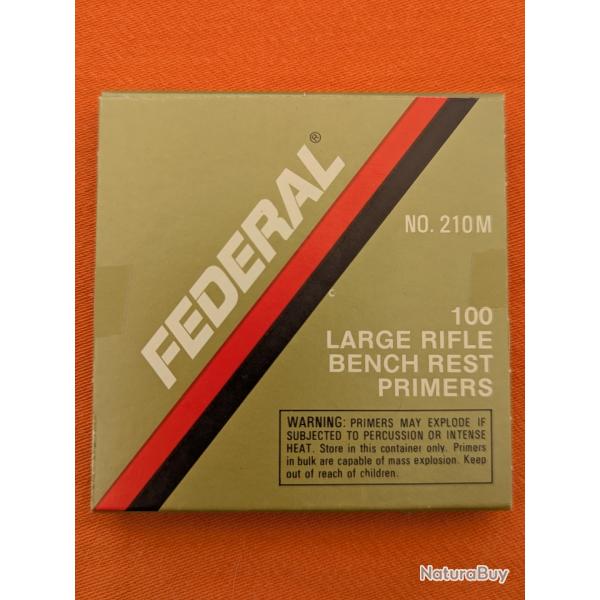 FEDERAL®
NO. 210M
100
LARGE RIFLE
BENCH REST
PRIMERS
WARNING: PRIMERS MAY EXPLODE IF
SUBJECTED TO PERCUSSION OR INTENSE
HEAT. Store in this container only. Primers
in bulk are capable of mass explosion. Keep
out of reach of children.
NaturaBuy